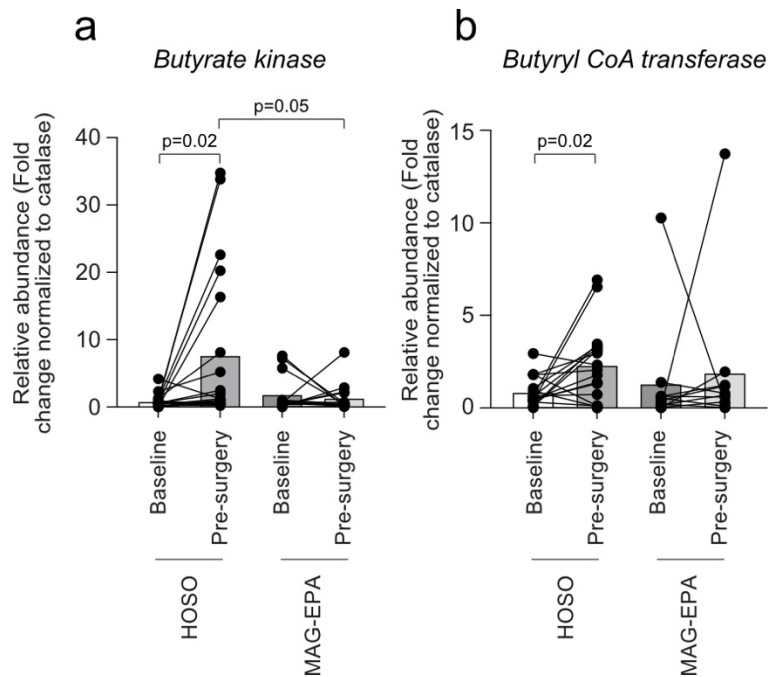 a
Butyrate kinase
Relative abundance (Fold
change normalized to catalase)
40
30
20
10
0
p=0.02
p=0.05
Baseline
Pre-surgery
Baseline
Pre-surgery
HOSO
MAG-EPA
b
Butyryl CoA transferase
Relative abundance (Fold
change normalized to catalase)
15
10
5
0
p=0.02
Baseline
Pre-surgery
Baseline
Pre-surgery
HOSO
MAG-EPA